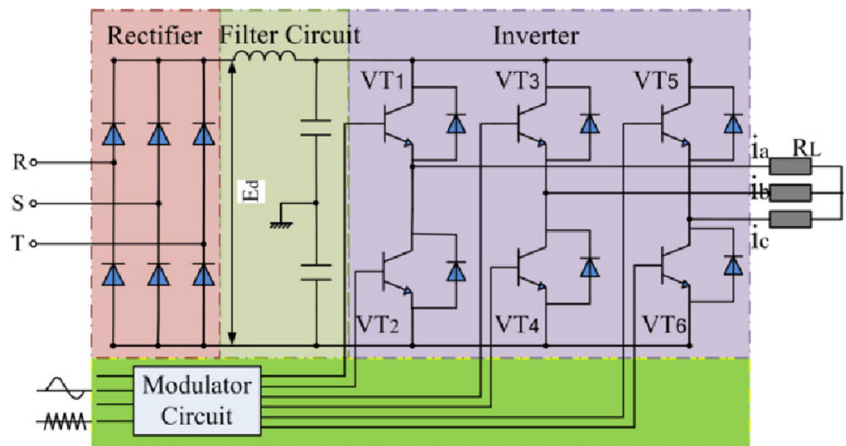 Rectifier
Filter Circuit
Inverter
VT1
VT3
VT5
R
S
T
Ed
ia
RL
ib
ic
VT2
VT4
VT6
Modulator
Circuit